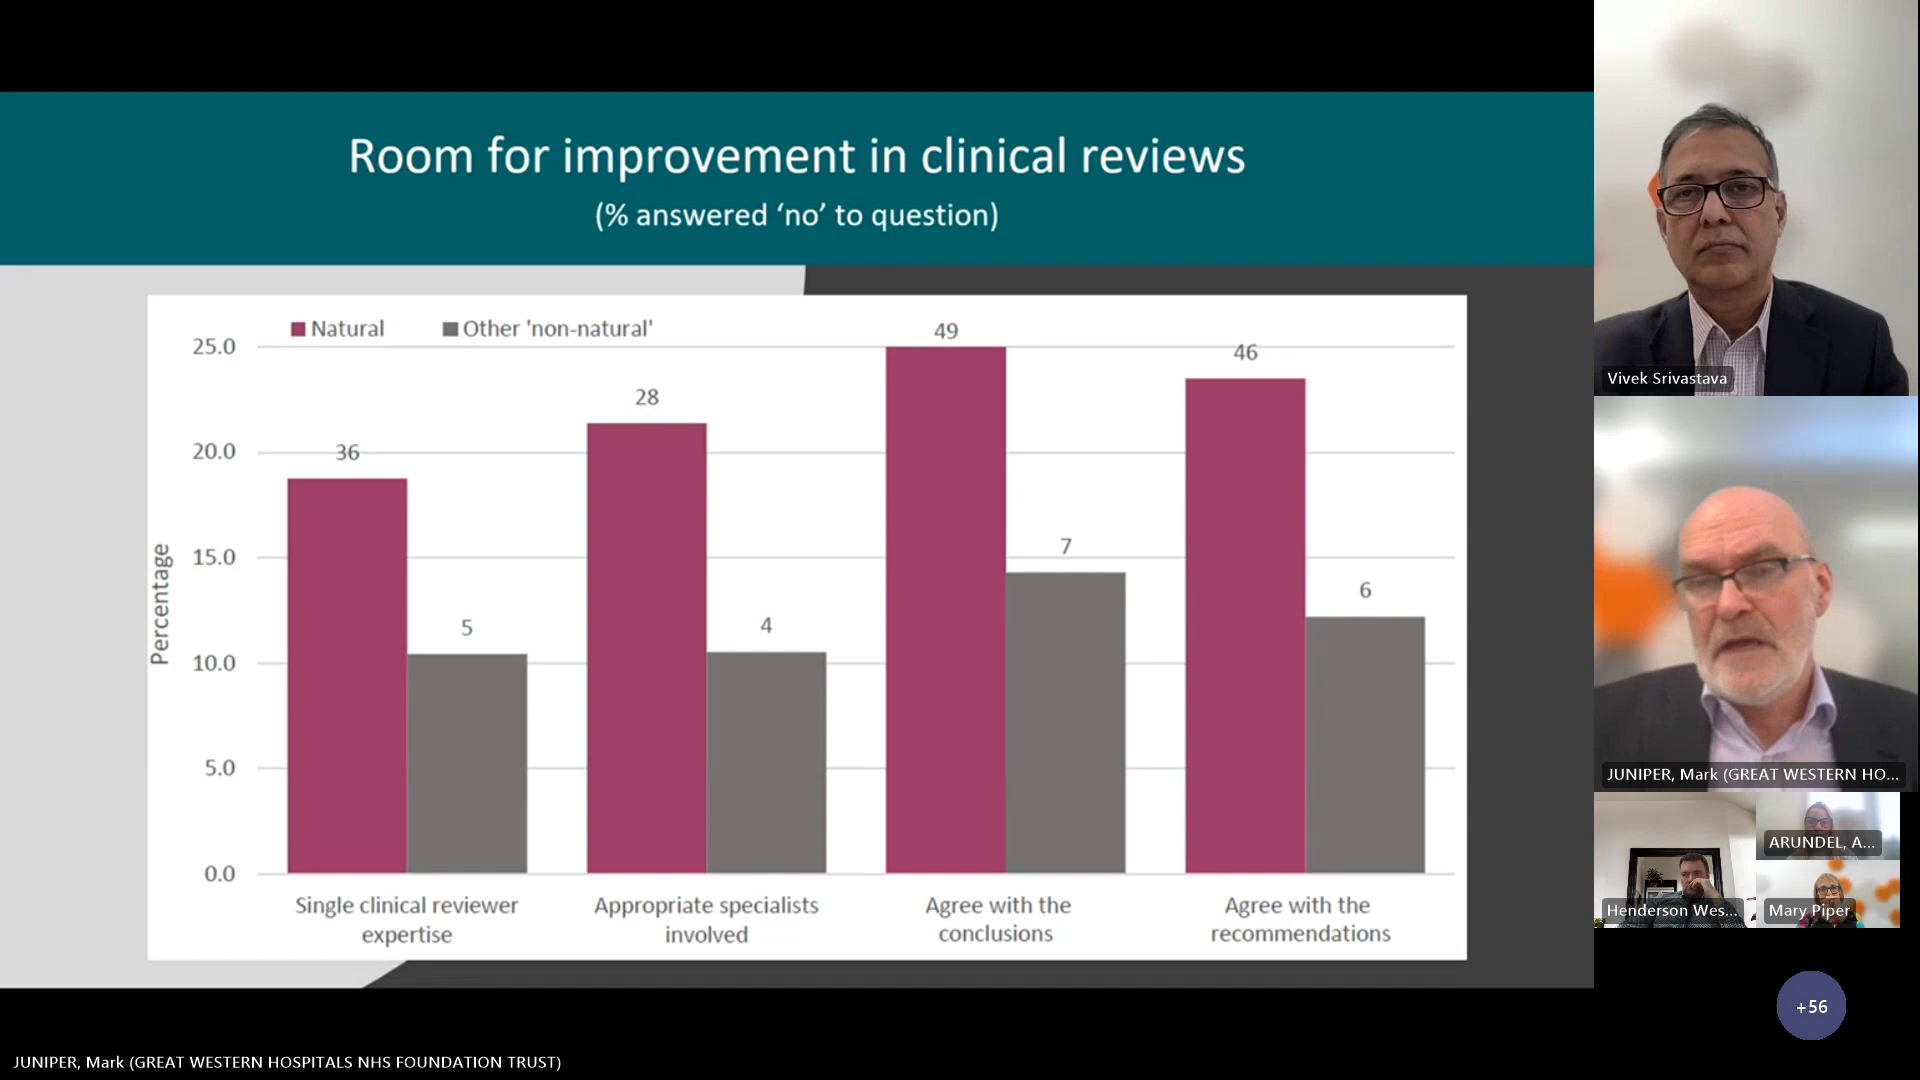 Room for improvement in clinical reviews
(% answered ‘no’ to question)
Natural
Other 'non-natural'
Percentage
25.0
20.0
15.0
10.0
5.0
0.0
36
5
28
4
49
7
46
6
Single clinical reviewer
expertise
Appropriate specialists
involved
Agree with the
conclusions
Agree with the
recommendations
Vivek Srivastava
JUNIPER, Mark (GREAT WESTERN HO...
ARUNDEL, A...
Henderson Wes...
Mary Piper
+56
JUNIPER, Mark (GREAT WESTERN HOSPITALS NHS FOUNDATION TRUST)